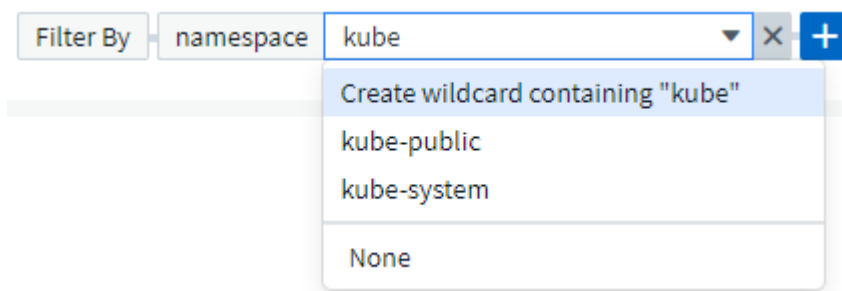 Filter By namespace kube
Create wildcard containing "kube"
kube-public
kube-system
None